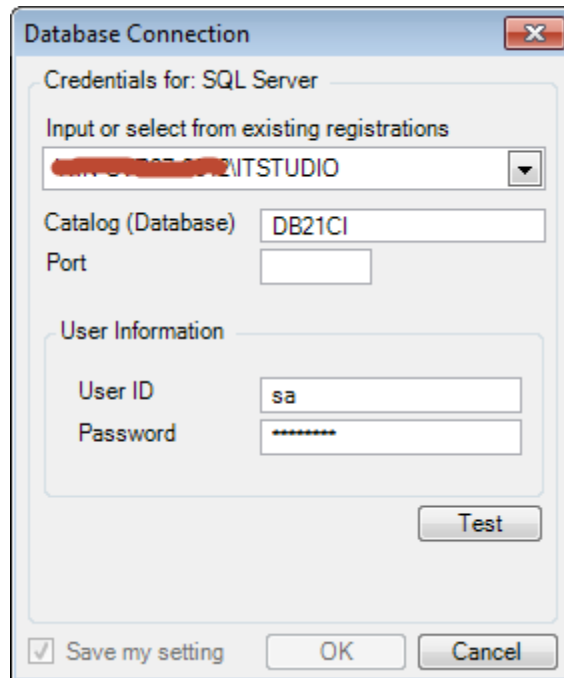 Database Connection
Credentials for: SQL Server
Input or select from existing registrations
\ITSTUDIO
Catalog (Database) DB21CI
Port
User Information
User ID sa
Password ********
Test
Save my setting OK Cancel